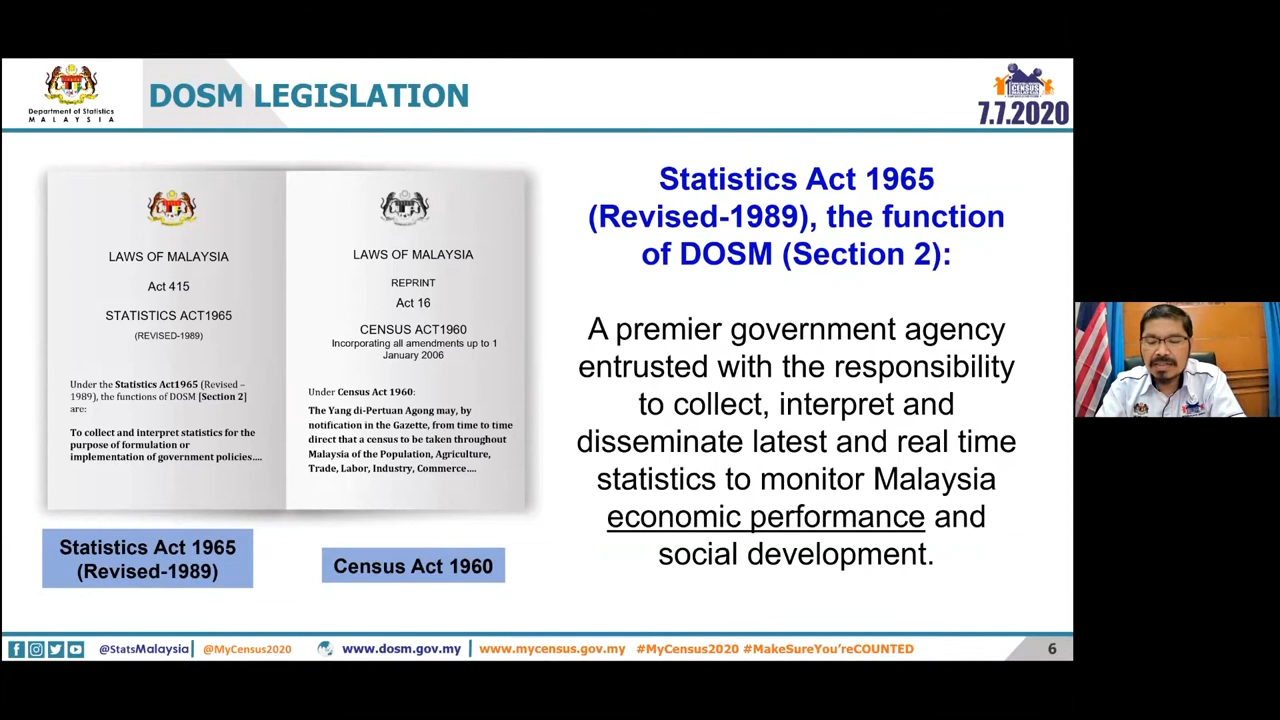 Department of Statistics
MALAYSIA
DOSM LEGISLATION
CENSUS
7.7.2020
LAWS OF MALAYSIA
Act 415
STATISTICS ACT1965
(REVISED-1989)
Under the Statistics Act1965 (Revised –
1989), the functions of DOSM [Section 2]
are:
To collect and interpret statistics for the
purpose of formulation or
implementation of government policies....
LAWS OF MALAYSIA
REPRINT
Act 16
CENSUS ACT1960
Incorporating all amendments up to 1
January 2006
Under Census Act 1960:
The Yang di-Pertuan Agong may, by
notification in the Gazette, from time to time
direct that a census to be taken throughout
Malaysia of the Population, Agriculture,
Trade, Labor, Industry, Commerce....
Statistics Act 1965
(Revised-1989)
Census Act 1960
Statistics Act 1965
(Revised-1989), the function
of DOSM (Section 2):
A premier government agency
entrusted with the responsibility
to collect, interpret and
disseminate latest and real time
statistics to monitor Malaysia
economic performance and
social development.
@StatsMalaysia | @MyCensus2020 www.dosm.gov.my | www.mycensus.gov.my #MyCensus2020 #MakeSureYou'reCOUNTED 6